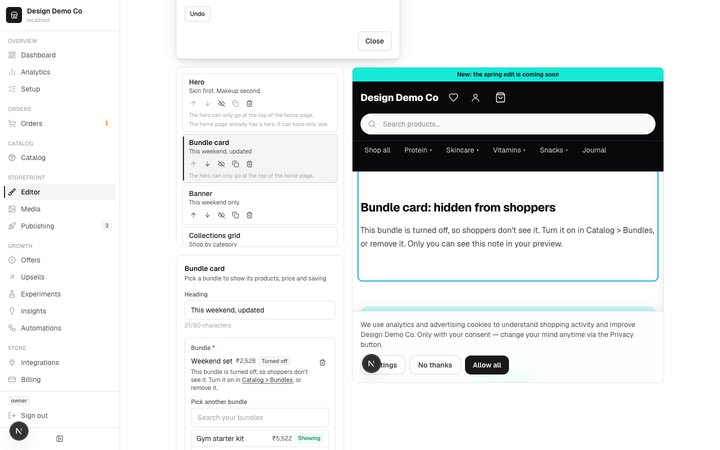 Design Demo Co
localhost
OVERVIEW
Dashboard
Analytics
Setup
ORDERS
Orders 1
CATALOG
Catalog
STOREFRONT
Editor
Media
Publishing 3
GROWTH
Offers
Upsells
Experiments
Insights
Automations
STORE
Integrations
Billing
owner
Sign out
N
Undo
Close
Hero
Skin first. Makeup second.
The hero can only go at the top of the home page.
The home page already has a hero. It can have only one.
Bundle card
This weekend, updated
The hero can only go at the top of the home page.
Banner
This weekend only
Collections grid
Shop by category
Bundle card
Pick a bundle to show its products, price and saving
Heading
This weekend, updated
21/80 characters
Bundle *
Weekend set ₹2,528 Turned off
This bundle is turned off, so shoppers don't
see it. Turn it on in Catalog > Bundles, or
remove it.
Pick another bundle
Search your bundles
Gym starter kit ₹5,522 Showing
New: the spring edit is coming soon
Design Demo Co
Search products...
Shop all Protein Skincare Vitamins Snacks Journal
Bundle card: hidden from shoppers
This bundle is turned off, so shoppers don't see it. Turn it on in Catalog > Bundles,
or remove it. Only you can see this note in your preview.
We use analytics and advertising cookies to understand shopping activity and improve
Design Demo Co. Only with your consent — change your mind anytime via the Privacy
button.
N tings No thanks Allow all